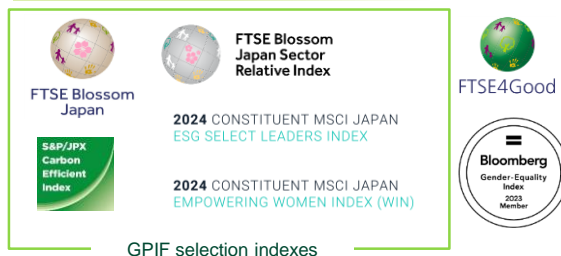 FTSE Blossom
Japan
FTSE Blossom
Japan Sector
Relative Index
FTSE4Good
S&P/JPX
Carbon
Efficient
Index
2024 CONSTITUENT MSCI JAPAN
ESG SELECT LEADERS INDEX
2024 CONSTITUENT MSCI JAPAN
EMPOWERING WOMEN INDEX (WIN)
Bloomberg
Gender-Equality
Index
2023
Member
GPIF selection indexes